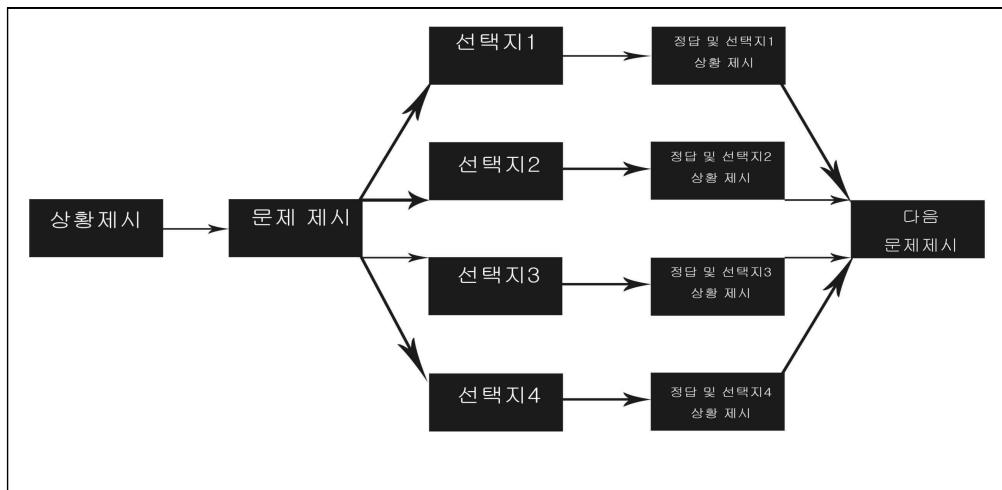 상황제시
문제 제시
선택지1
정답 및 선택지1
상황 제시
선택지2
정답 및 선택지2
상황 제시
선택지3
정답 및 선택지3
상황 제시
선택지4
정답 및 선택지4
상황 제시
다음
문제제시